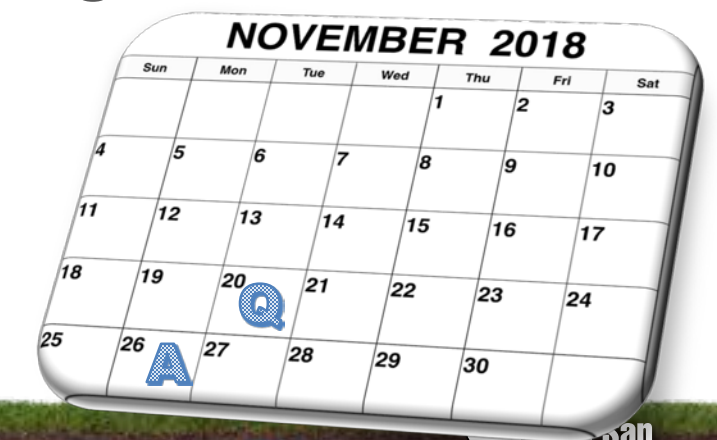 NOVEMBER 2018
Sun Mon Tue Wed Thu Fri Sat
1 2 3
4 5 6 7 8 9 10
11 12 13 14 15 16 17
18 19 20 Q 21 22 23 24
25 26 A 27 28 29 30
San